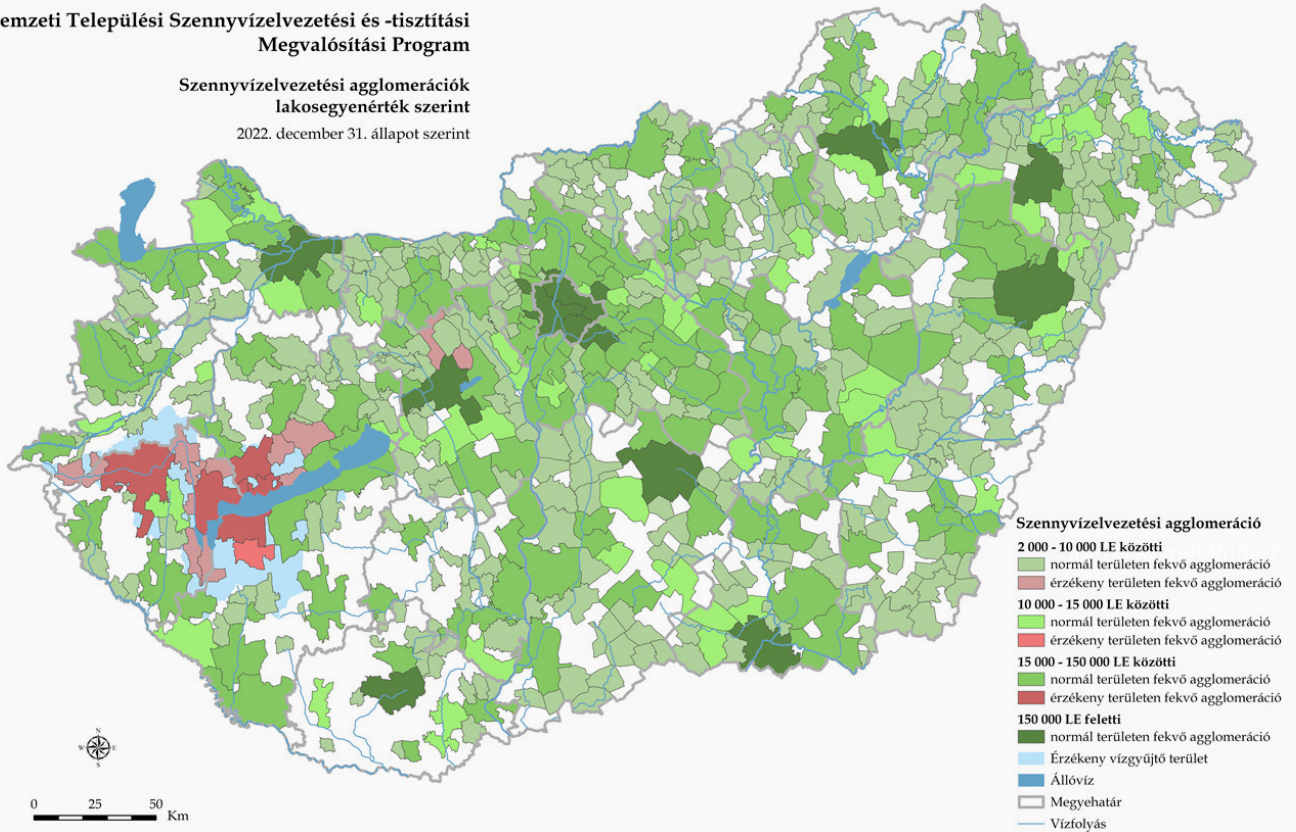 emzeti Települési Szennyvízelvezetési és -tisztítási
Megvalósítási Program
Szennyvízelvezetési agglomerációk
lakosegyenérték szerint
2022. december 31. állapot szerint
Szennyvízelvezetési agglomeráció
2 000 - 10 000 LE közötti
normál területen fekvő agglomeráció
érzékeny területen fekvő agglomeráció
10 000 - 15 000 LE közötti
normál területen fekvő agglomeráció
érzékeny területen fekvő agglomeráció
15 000 - 150 000 LE közötti
normál területen fekvő agglomeráció
érzékeny területen fekvő agglomeráció
150 000 LE feletti
normál területen fekvő agglomeráció
Érzékeny vízgyűjtő terület
Állóvíz
Megyehatár
Vízfolyás
N
W E
S
0 25 50
Km